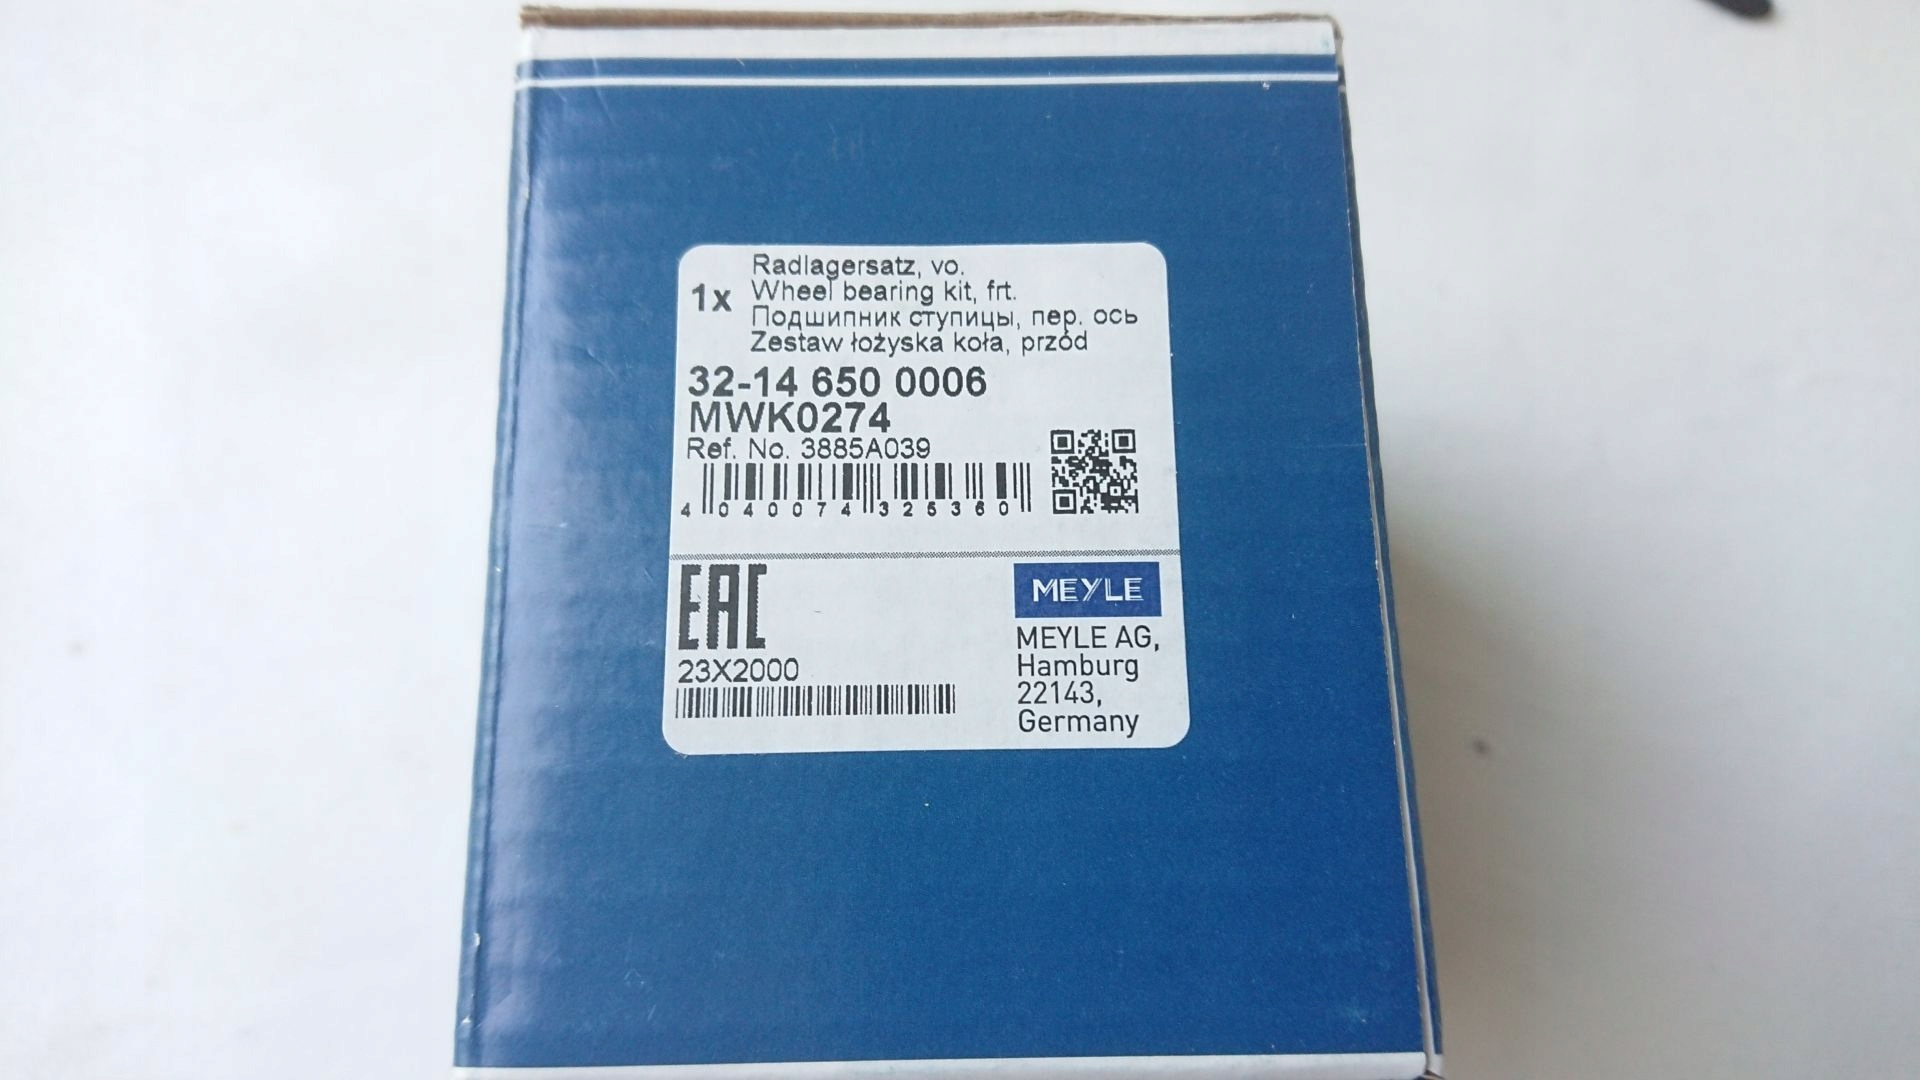 Radlagersatz, vo.
1x Wheel bearing kit, frt.
Подшипник ступицы, пер. ось
Zestaw łożyska koła, przód
32-14 650 0006
MWK0274
Ref. No. 3885A039
4 040074 325360
EAC
23X2000
MEYLE
MEYLE AG,
Hamburg
22143,
Germany